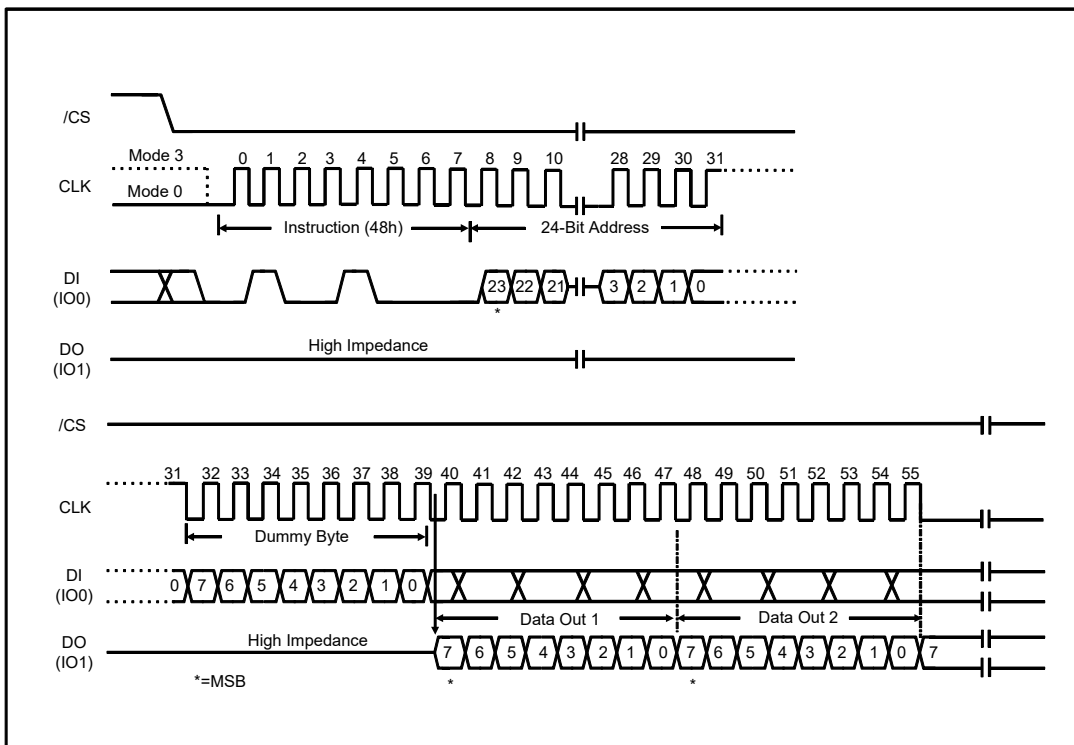 /CS
Mode 3
CLK
Mode 0
0 1 2 3 4 5 6 7 8 9 10 28 29 30 31
Instruction (48h) 24-Bit Address
DI
(IO0)
23 22 21 3 2 1 0
*
DO
(IO1)
High Impedance
/CS
31 32 33 34 35 36 37 38 39 40 41 42 43 44 45 46 47 48 49 50 51 52 53 54 55
CLK
Dummy Byte
DI
(IO0)
0 7 6 5 4 3 2 1 0
Data Out 1 Data Out 2
DO
(IO1)
High Impedance
7 6 5 4 3 2 1 0 7 6 5 4 3 2 1 0 7
* *
*=MSB